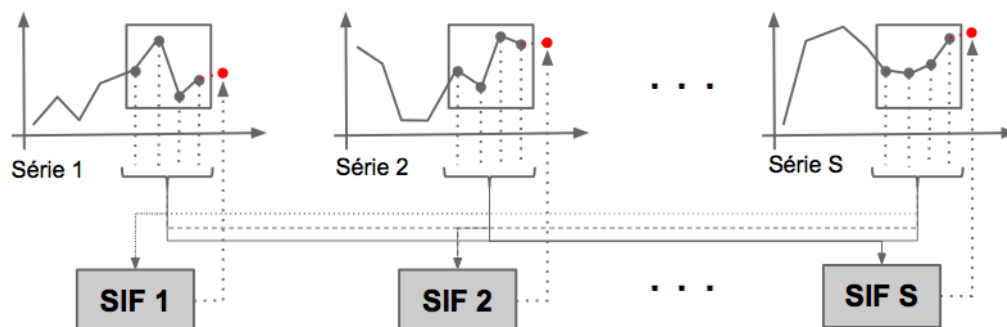 Série 1
Série 2
. . .
Série S
SIF 1
SIF 2
. . .
SIF S